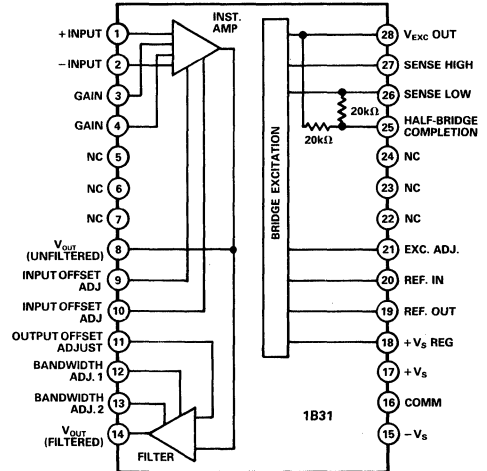 INST.
AMP
+ INPUT 1
− INPUT 2
GAIN 3
GAIN 4
NC 5
NC 6
NC 7
VOUT 8
(UNFILTERED)
INPUT OFFSET 9
ADJ
INPUT OFFSET 10
ADJ
OUTPUT OFFSET 11
ADJUST
BANDWIDTH 12
ADJ. 1
BANDWIDTH 13
ADJ. 2
VOUT 14
(FILTERED)
FILTER
BRIDGE EXCITATION
20kΩ
20kΩ
28 VEXC OUT
27 SENSE HIGH
26 SENSE LOW
25 HALF-BRIDGE
COMPLETION
24 NC
23 NC
22 NC
21 EXC. ADJ.
20 REF. IN
19 REF. OUT
18 +VS REG
17 +VS
16 COMM
15 −VS
1B31